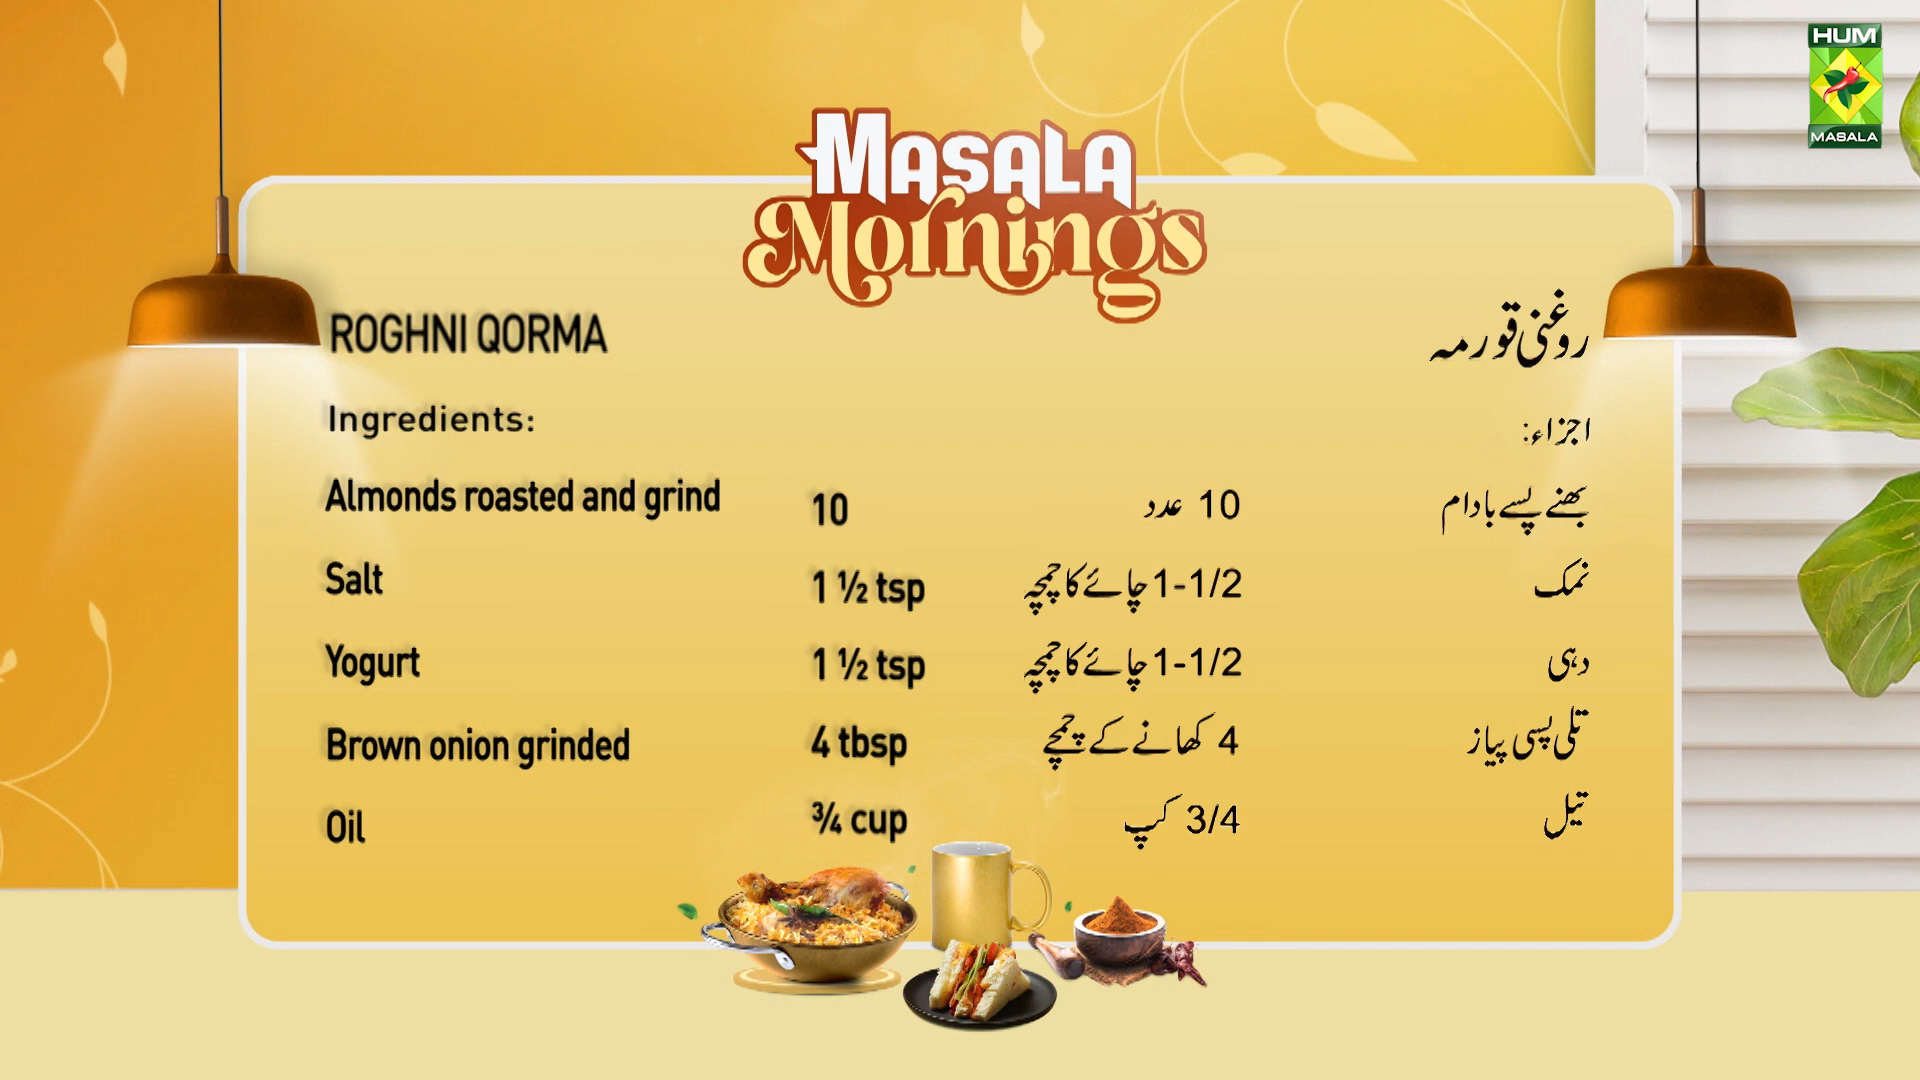 HUM
MASALA
MASALA
Mornings
ROGHNI QORMA روغنی قورمہ
Ingredients: اجزاء:
Almonds roasted and grind 10 10 عدد بھنے پسے بادام
Salt 1 ½ tsp 1-1/2 چائے کا چمچہ نمک
Yogurt 1 ½ tsp 1-1/2 چائے کا چمچہ دہی
Brown onion grinded 4 tbsp 4 کھانے کے چمچے تلی پسی پیاز
Oil ¾ cup 3/4 کپ تیل